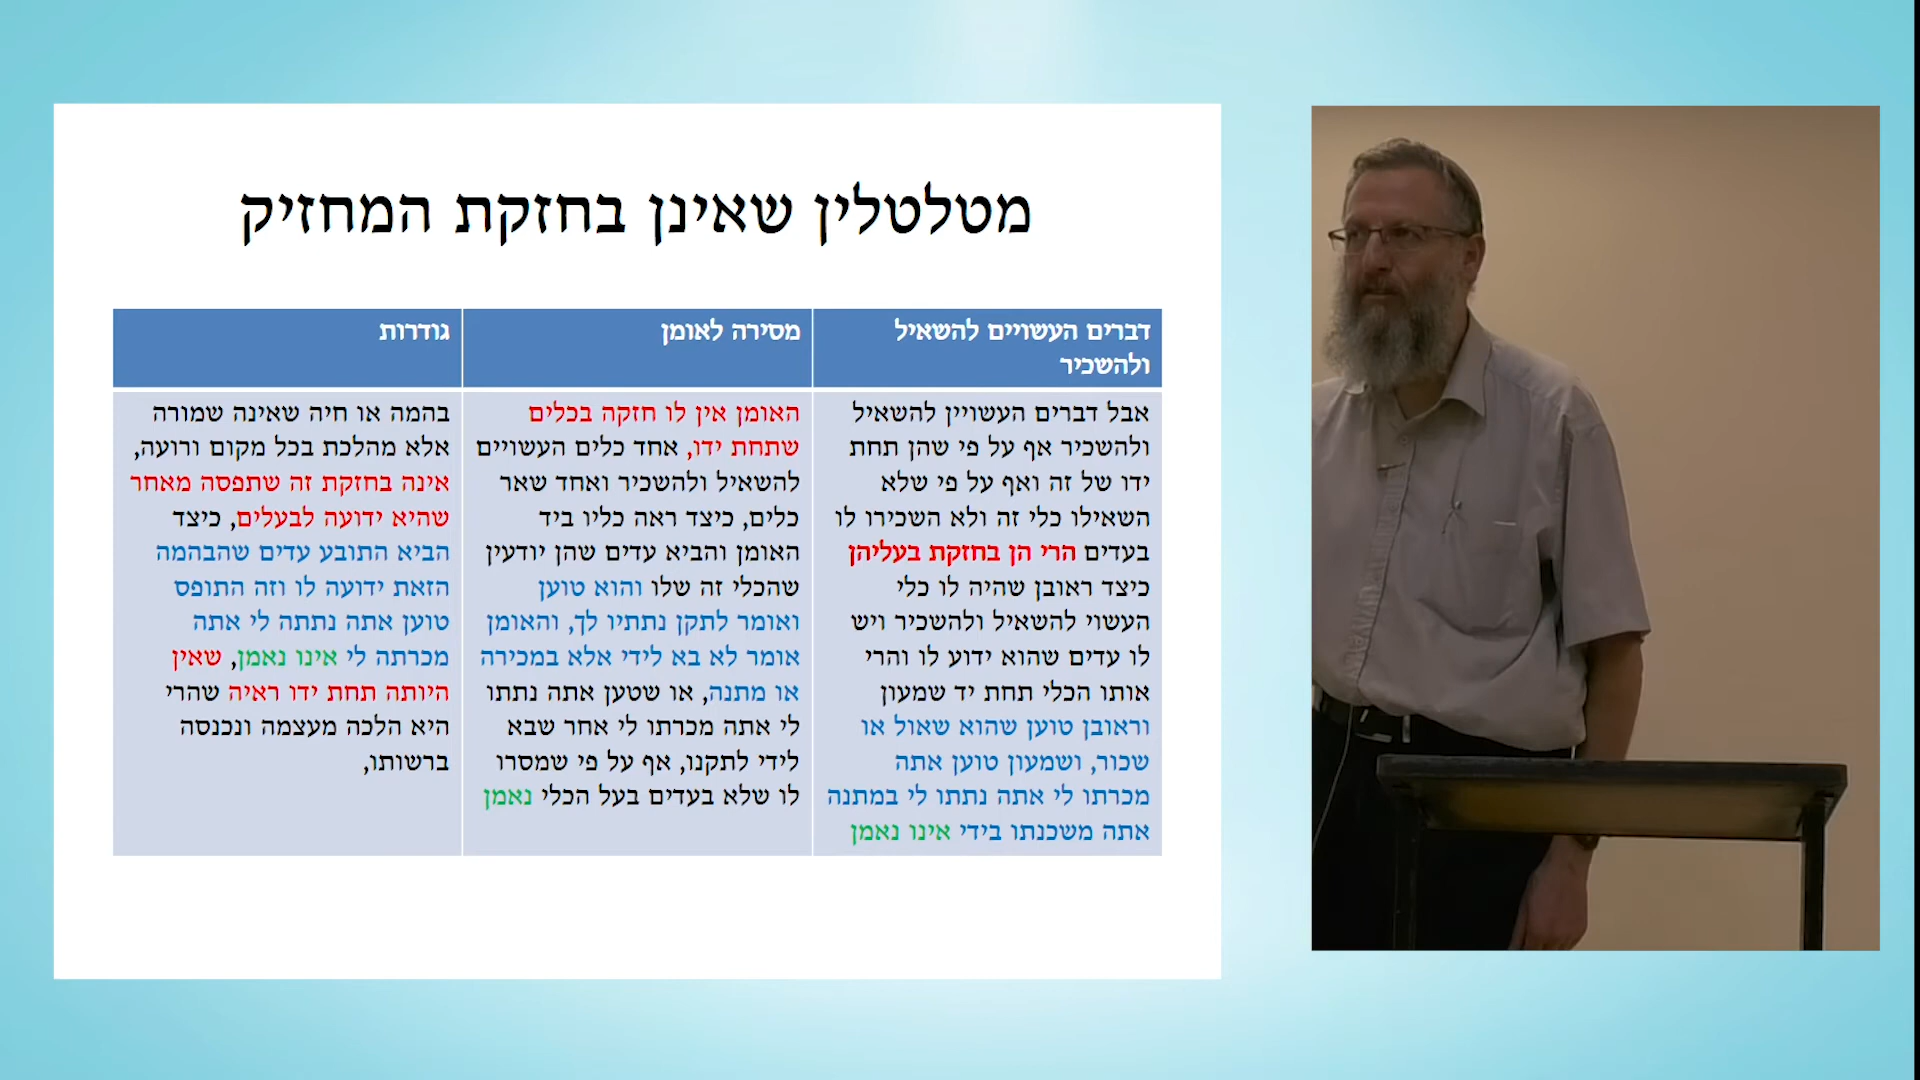 מטלטלין שאינן בחזקת המחזיק
דברים העשויים להשאיל
ולהשכיר
אבל דברים העשויין להשאיל
ולהשכיר אף על פי שהן תחת
ידו של זה ואף על פי שלא
השאילו כלי זה ולא השכירו לו
בעדים הרי הן בחזקת בעליהן
כיצד ראובן שהיה לו כלי
העשוי להשאיל ולהשכיר ויש
לו עדים שהוא ידוע לו והרי
אותו הכלי תחת יד שמעון
וראובן טוען שהוא שאול או
שכור, ושמעון טוען אתה
מכרתו לי אתה נתתו לי במתנה
אתה משכנתו בידי אינו נאמן
מסירה לאומן
האומן אין לו חזקה בכלים
שתחת ידו, אחד כלים העשויים
להשאיל ולהשכיר ואחד שאר
כלים, כיצד ראה כליו ביד
האומן והביא עדים שהן יודעין
שהכלי זה שלו והוא טוען
ואומר לתקן נתתיו לך, והאומן
אומר לא בא לידי אלא במכירה
או מתנה, או שטען אתה נתתו
לי אתה מכרתו לי אחר שבא
לידי לתקנו, אף על פי שמסרו
לו שלא בעדים בעל הכלי נאמן
גודרות
בהמה או חיה שאינה שמורה
אלא מהלכת בכל מקום ורועה,
אינה בחזקת זה שתפסה מאחר
שהיא ידועה לבעלים, כיצד
הביא התובע עדים שהבהמה
הזאת ידועה לו וזה התופס
טוען אתה נתתה לי אתה
מכרתה לי אינו נאמן, שאין
היותה תחת ידו ראיה שהרי
היא הלכה מעצמה ונכנסה
ברשותו,